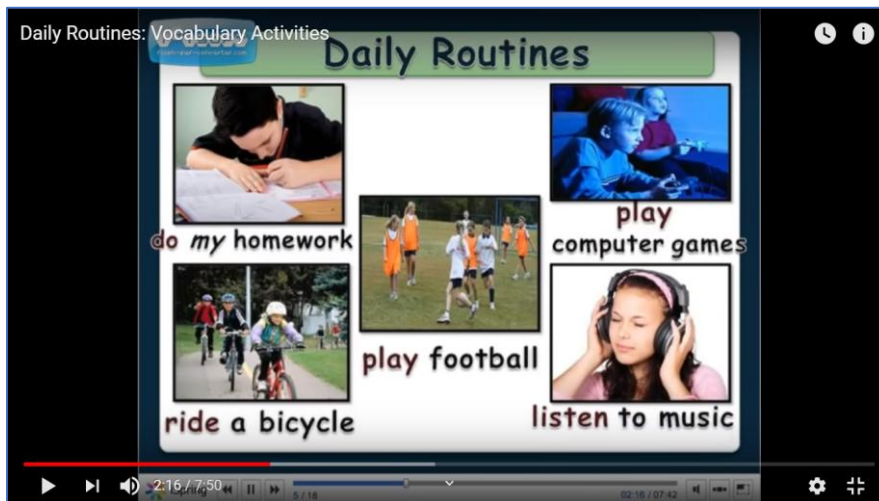 Daily Routines: Vocabulary Activities
Daily Routines
do my homework
play
computer games
play football
ride a bicycle
listen to music
2:16 / 7:50
iSpring
5 / 18
02:16 / 07:42